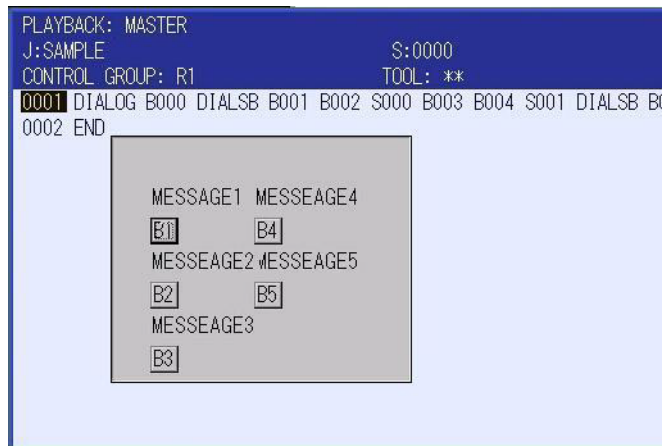 PLAYBACK: MASTER
J:SAMPLE S:0000
CONTROL GROUP: R1 TOOL: **
0001 DIALOG B000 DIALSB B001 B002 S000 B003 B004 S001 DIALSB
0002 END
MESSAGE1 MESSEAGE4
B1 B4
MESSEAGE2 MESSEAGE5
B2 B5
MESSEAGE3
B3